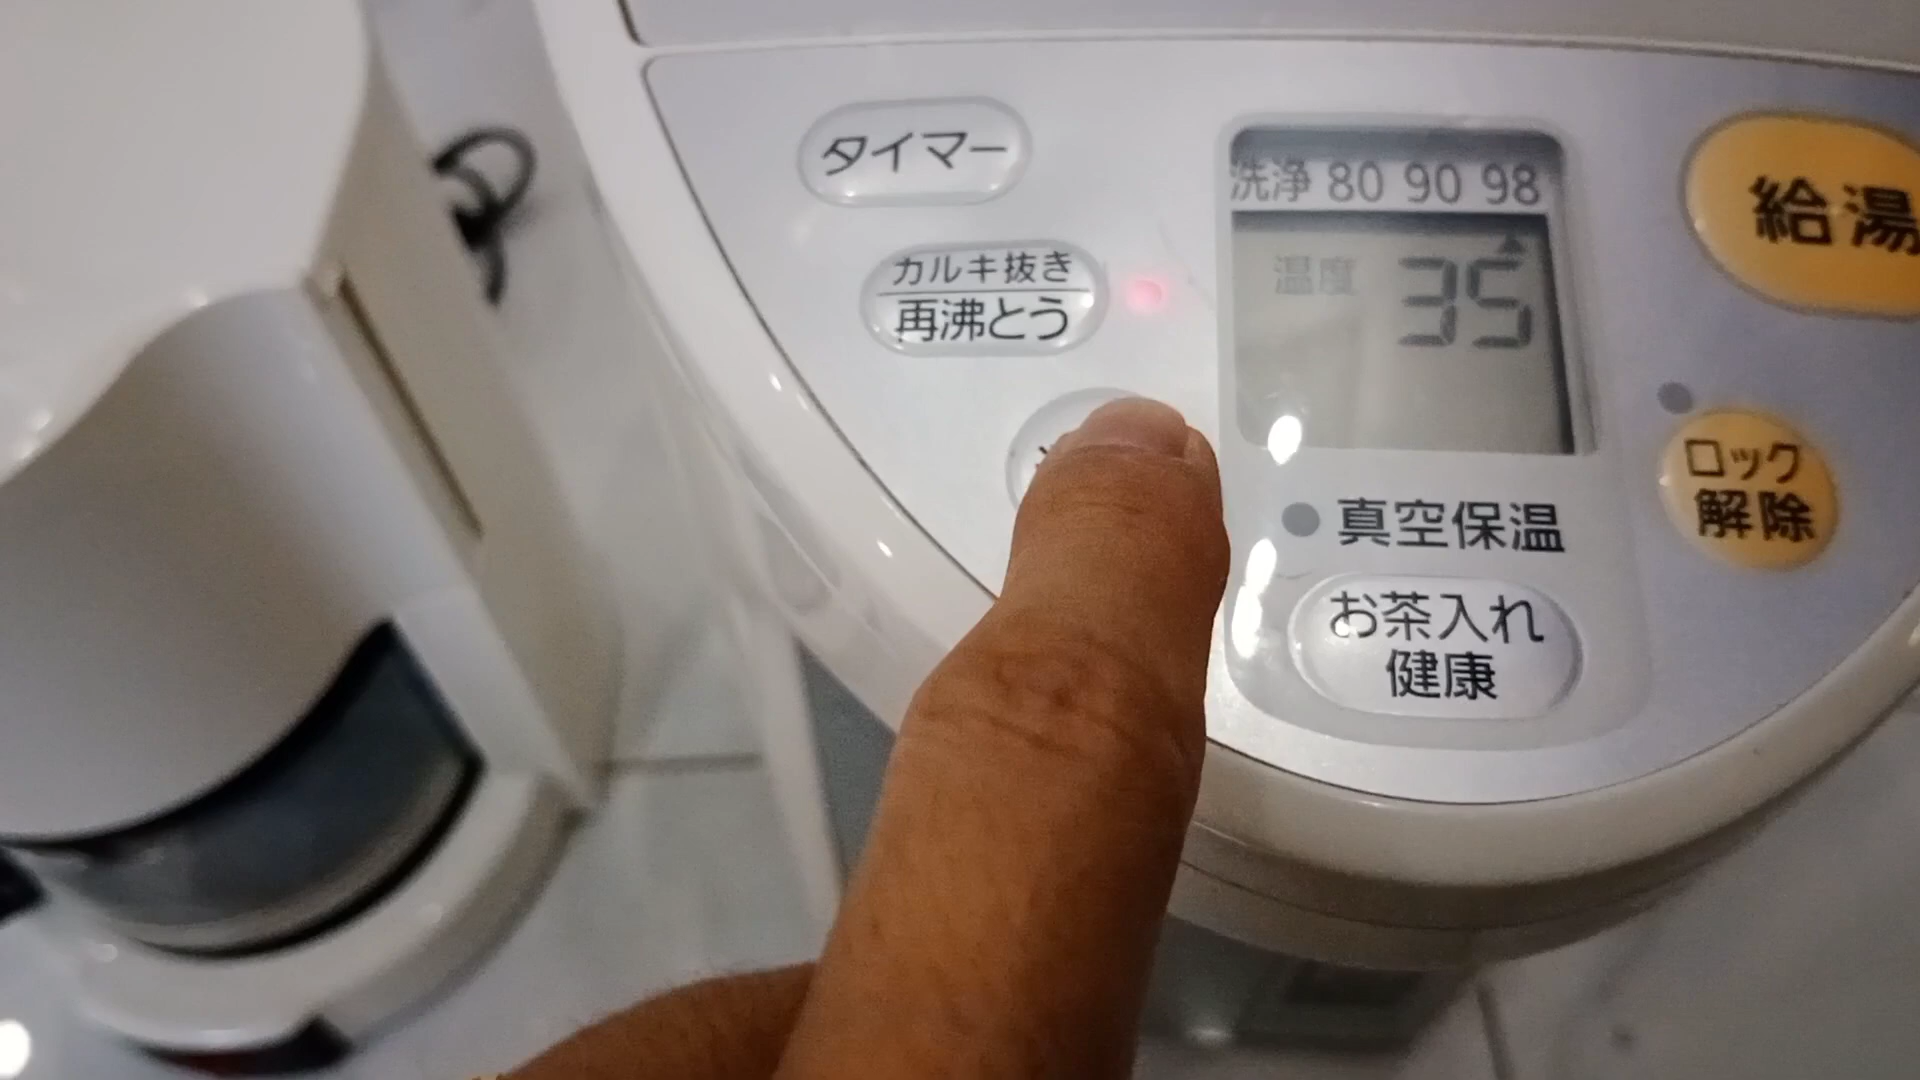 タイマー
カルキ抜き
再沸とう
洗浄 80 90 98
温度 35
真空保温
お茶入れ
健康
給湯
ロック
解除